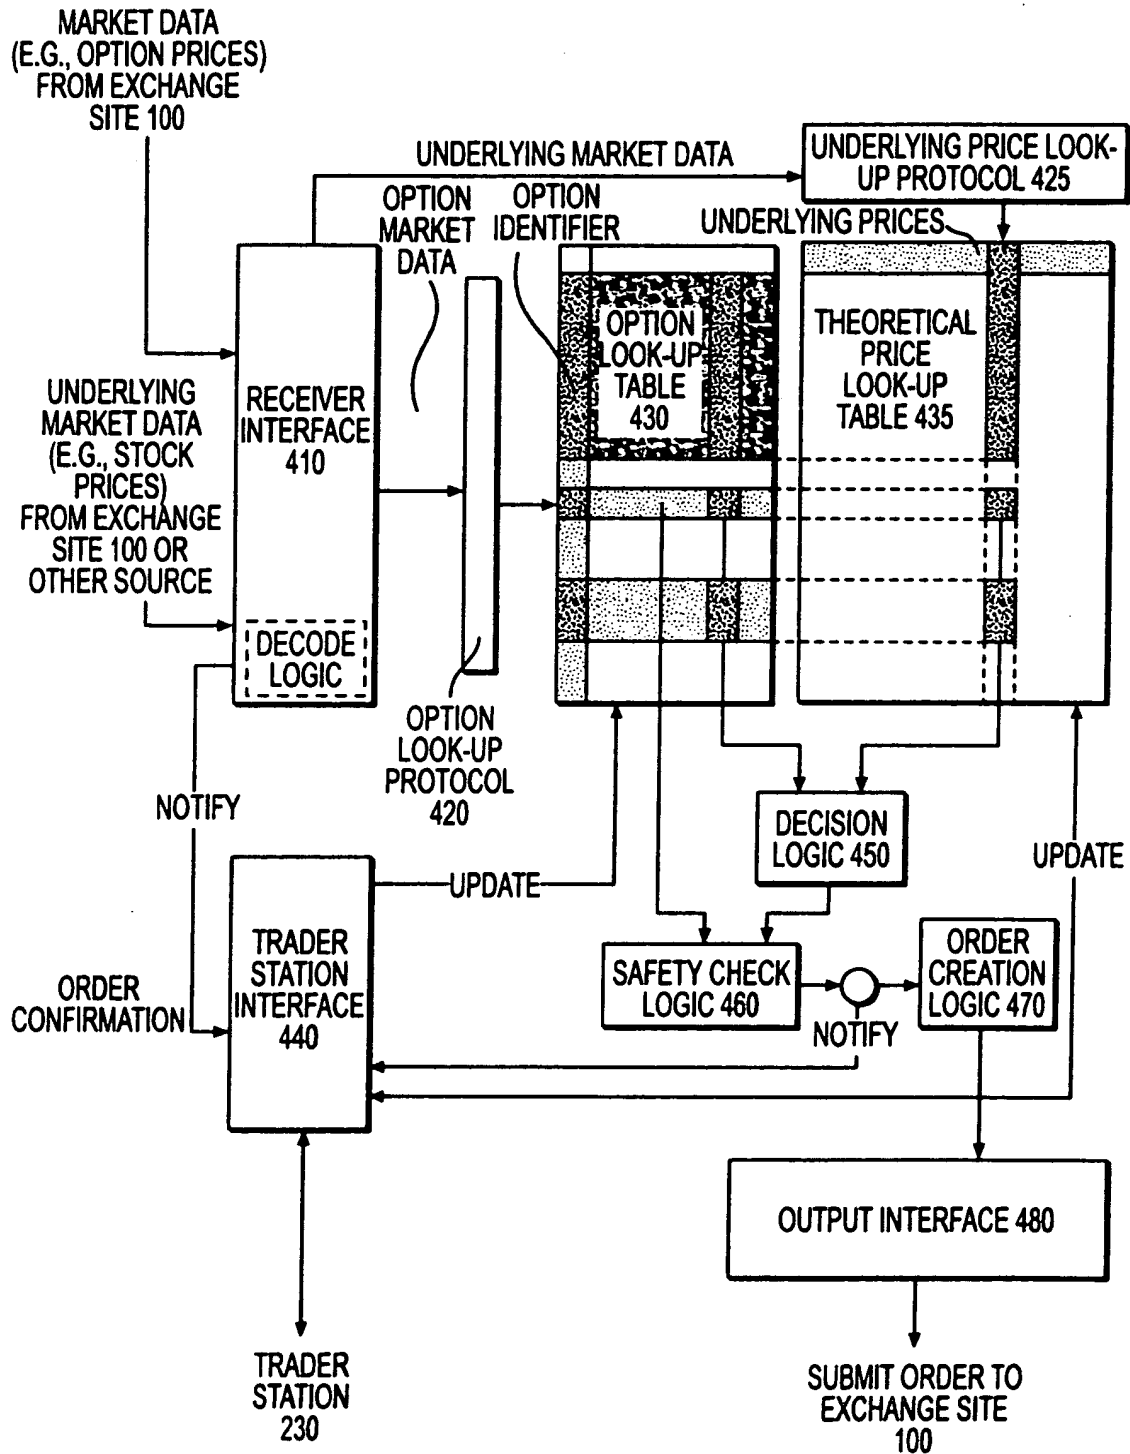 MARKET DATA
(E.G., OPTION PRICES)
FROM EXCHANGE
SITE 100
UNDERLYING MARKET DATA
UNDERLYING PRICE LOOK-
UP PROTOCOL 425
OPTION
MARKET
DATA
OPTION
IDENTIFIER
UNDERLYING PRICES
RECEIVER
INTERFACE
410
OPTION
LOOK-UP
TABLE
430
THEORETICAL
PRICE
LOOK-UP
TABLE 435
UNDERLYING
MARKET DATA
(E.G., STOCK
PRICES)
FROM EXCHANGE
SITE 100 OR
OTHER SOURCE
DECODE
LOGIC
OPTION
LOOK-UP
PROTOCOL
420
NOTIFY
DECISION
LOGIC 450
UPDATE
UPDATE
TRADER
STATION
INTERFACE
440
ORDER
CONFIRMATION
SAFETY CHECK
LOGIC 460
NOTIFY
ORDER
CREATION
LOGIC 470
OUTPUT INTERFACE 480
TRADER
STATION
230
SUBMIT ORDER TO
EXCHANGE SITE
100